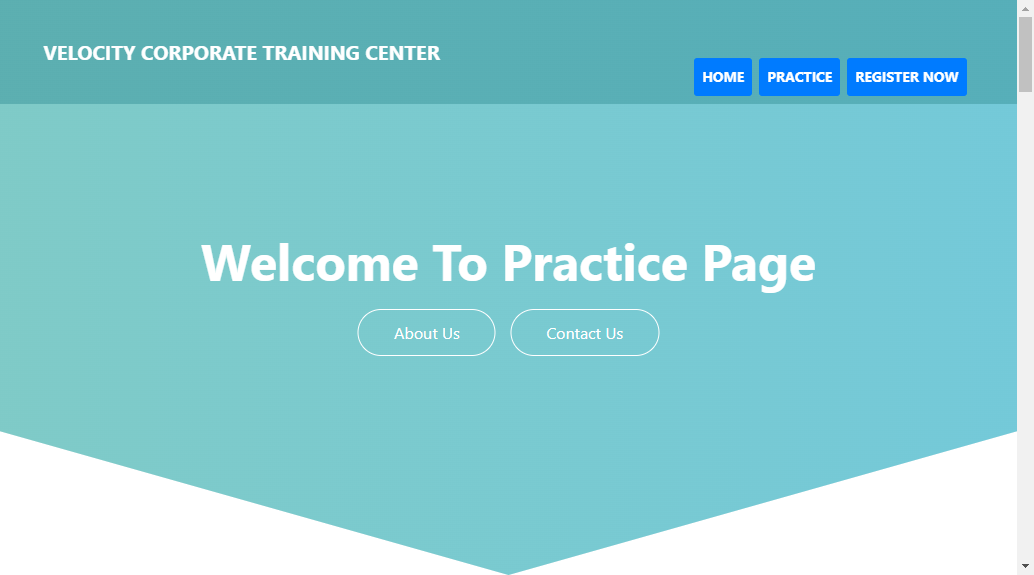 VELOCITY CORPORATE TRAINING CENTER
HOME PRACTICE REGISTER NOW
Welcome To Practice Page
About Us Contact Us